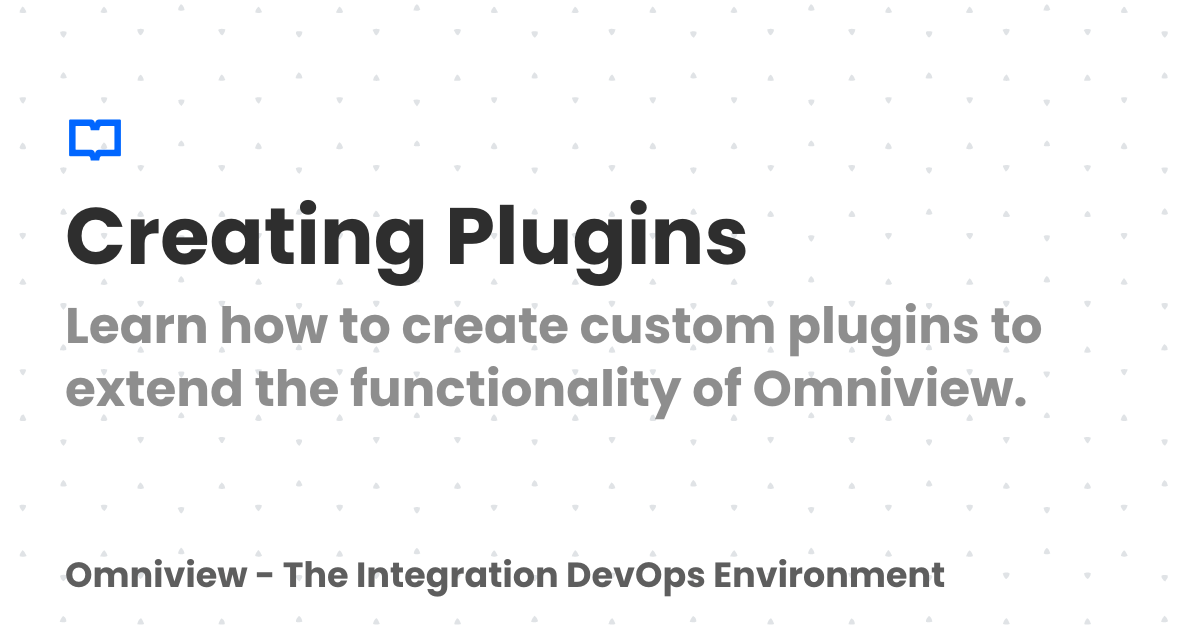 Creating Plugins
Learn how to create custom plugins to
extend the functionality of Omniview.
Omniview - The Integration DevOps Environment